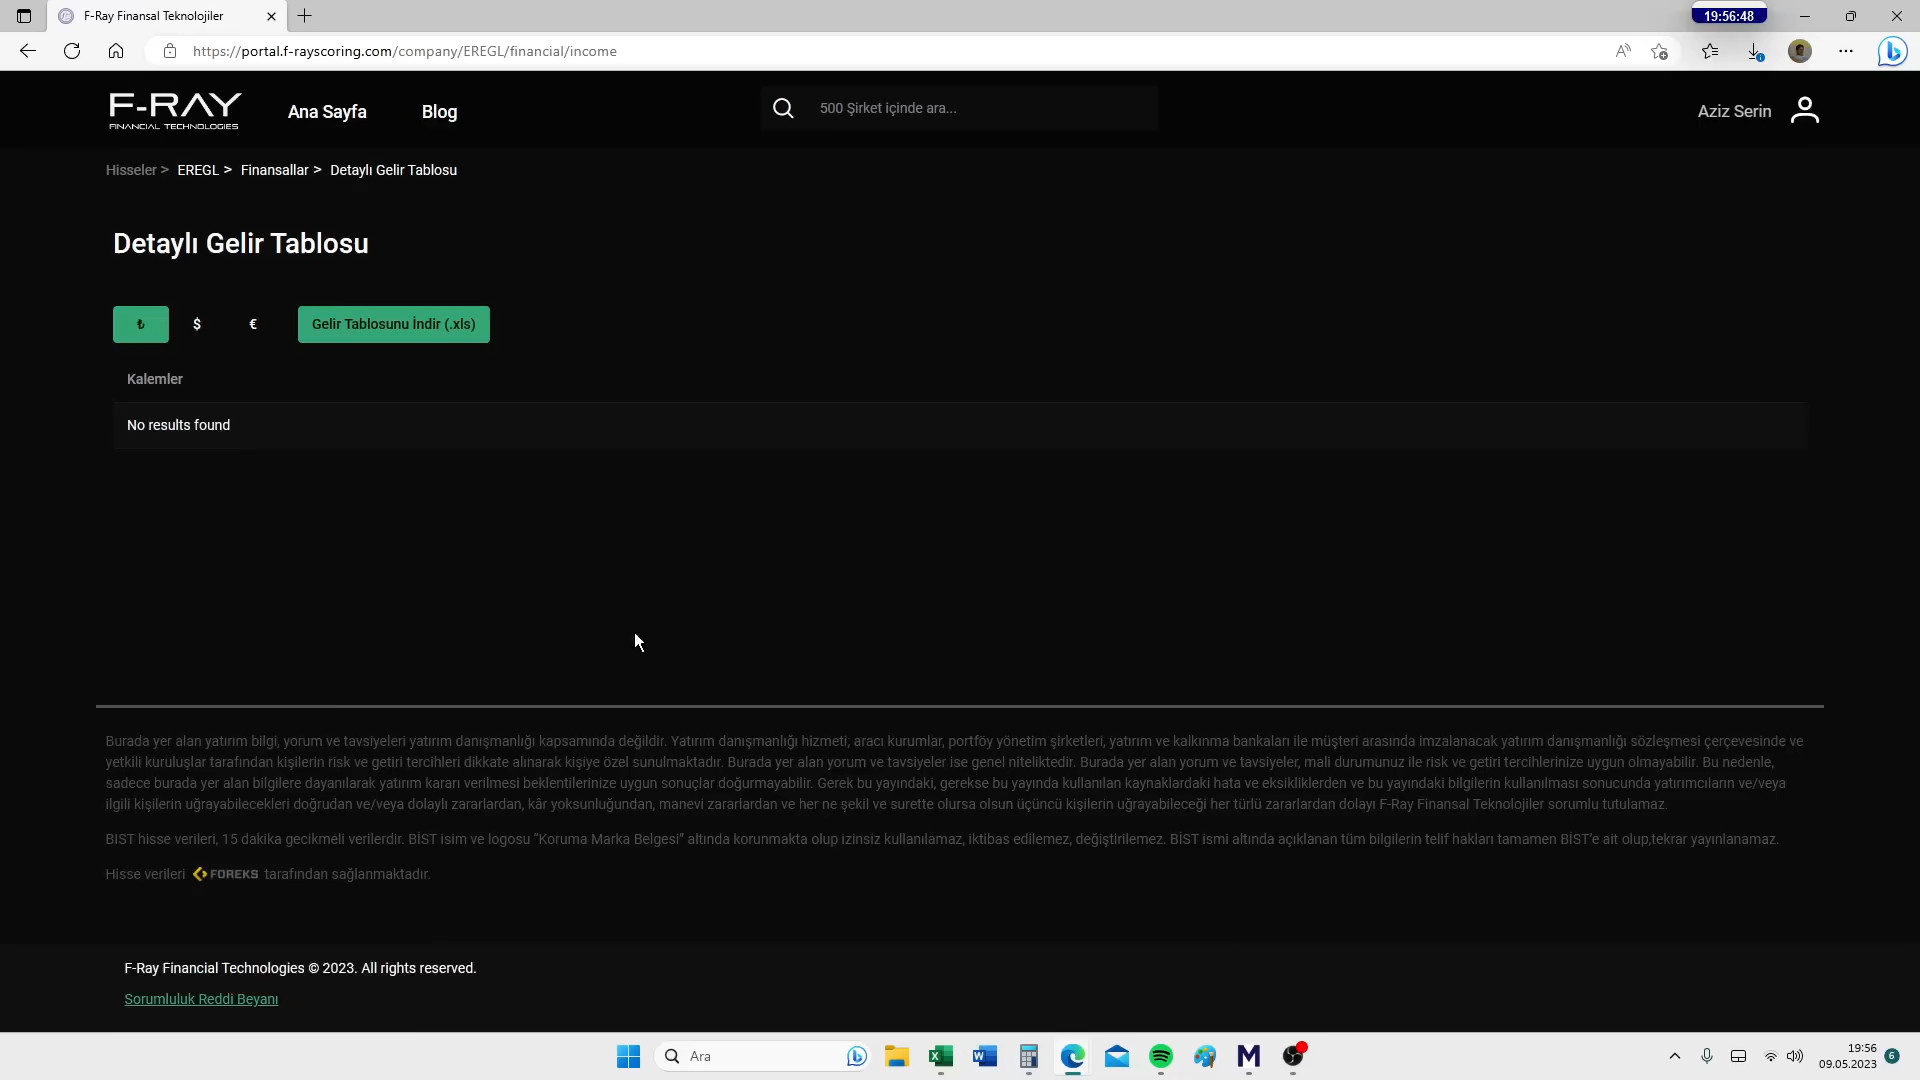 F-Ray Finansal Teknolojiler
19:56:48
https://portal.f-rayscoring.com/company/EREGL/financial/income
F-RAY
FINANCIAL TECHNOLOGIES
Ana Sayfa
Blog
500 Şirket içinde ara...
Aziz Serin
Hisseler > EREGL > Finansallar > Detaylı Gelir Tablosu
Detaylı Gelir Tablosu
₺ $ € Gelir Tablosunu İndir (.xls)
Kalemler
No results found
Burada yer alan yatırım bilgi, yorum ve tavsiyeleri yatırım danışmanlığı kapsamında değildir. Yatırım danışmanlığı hizmeti; aracı kurumlar, portföy yönetim şirketleri, yatırım ve kalkınma bankaları ile müşteri arasında imzalanacak yatırım danışmanlığı sözleşmesi çerçevesinde ve
yetkili kuruluşlar tarafından kişilerin risk ve getiri tercihleri dikkate alınarak kişiye özel sunulmaktadır. Burada yer alan yorum ve tavsiyeler ise genel niteliktedir. Burada yer alan yorum ve tavsiyeler, mali durumunuz ile risk ve getiri tercihlerinize uygun olmayabilir. Bu nedenle,
sadece burada yer alan bilgilere dayanılarak yatırım kararı verilmesi beklentilerinize uygun sonuçlar doğurmayabilir. Gerek bu yayındaki, gerekse bu yayında kullanılan kaynaklardaki hata ve eksikliklerden ve bu yayındaki bilgilerin kullanılması sonucunda yatırımcıların ve/veya
ilgili kişilerin uğrayabilecekleri doğrudan ve/veya dolaylı zararlardan, kâr yoksunluğundan, manevi zararlardan ve her ne şekil ve surette olursa olsun üçüncü kişilerin uğrayabileceği her türlü zararlardan dolayı F-Ray Finansal Teknolojiler sorumlu tutulamaz.
BIST hisse verileri, 15 dakika gecikmeli verilerdir. BİST isim ve logosu “Koruma Marka Belgesi” altında korunmakta olup izinsiz kullanılamaz, iktibas edilemez, değiştirilemez. BİST ismi altında açıklanan tüm bilgilerin telif hakları tamamen BİST’e ait olup,tekrar yayınlanamaz.
Hisse verileri FOREKS tarafından sağlanmaktadır.
F-Ray Financial Technologies © 2023. All rights reserved.
Sorumluluk Reddi Beyanı
Ara
19:56
09.05.2023
6